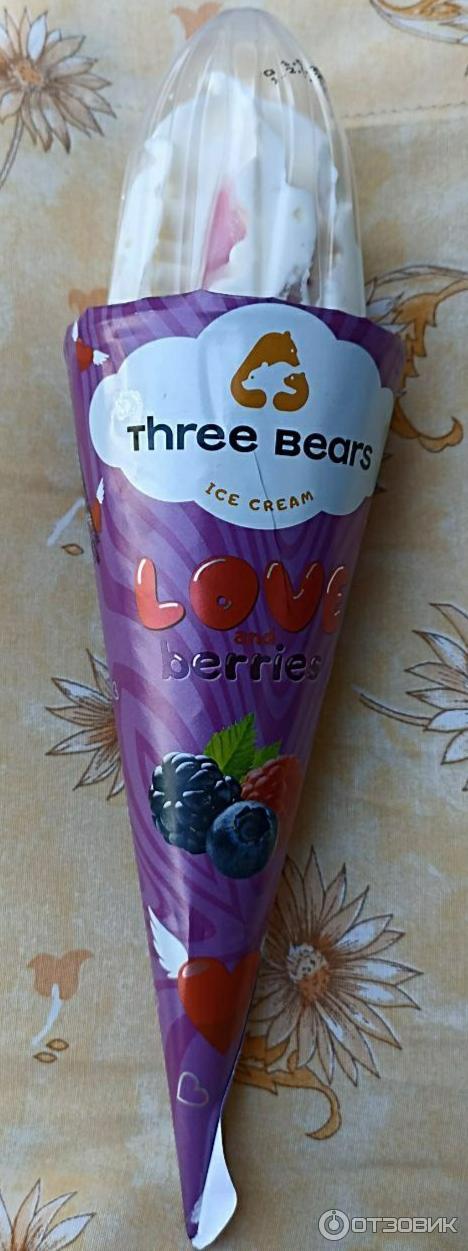 Three Bears
ICE CREAM
LOVE
and
berries
ОТЗОВИК